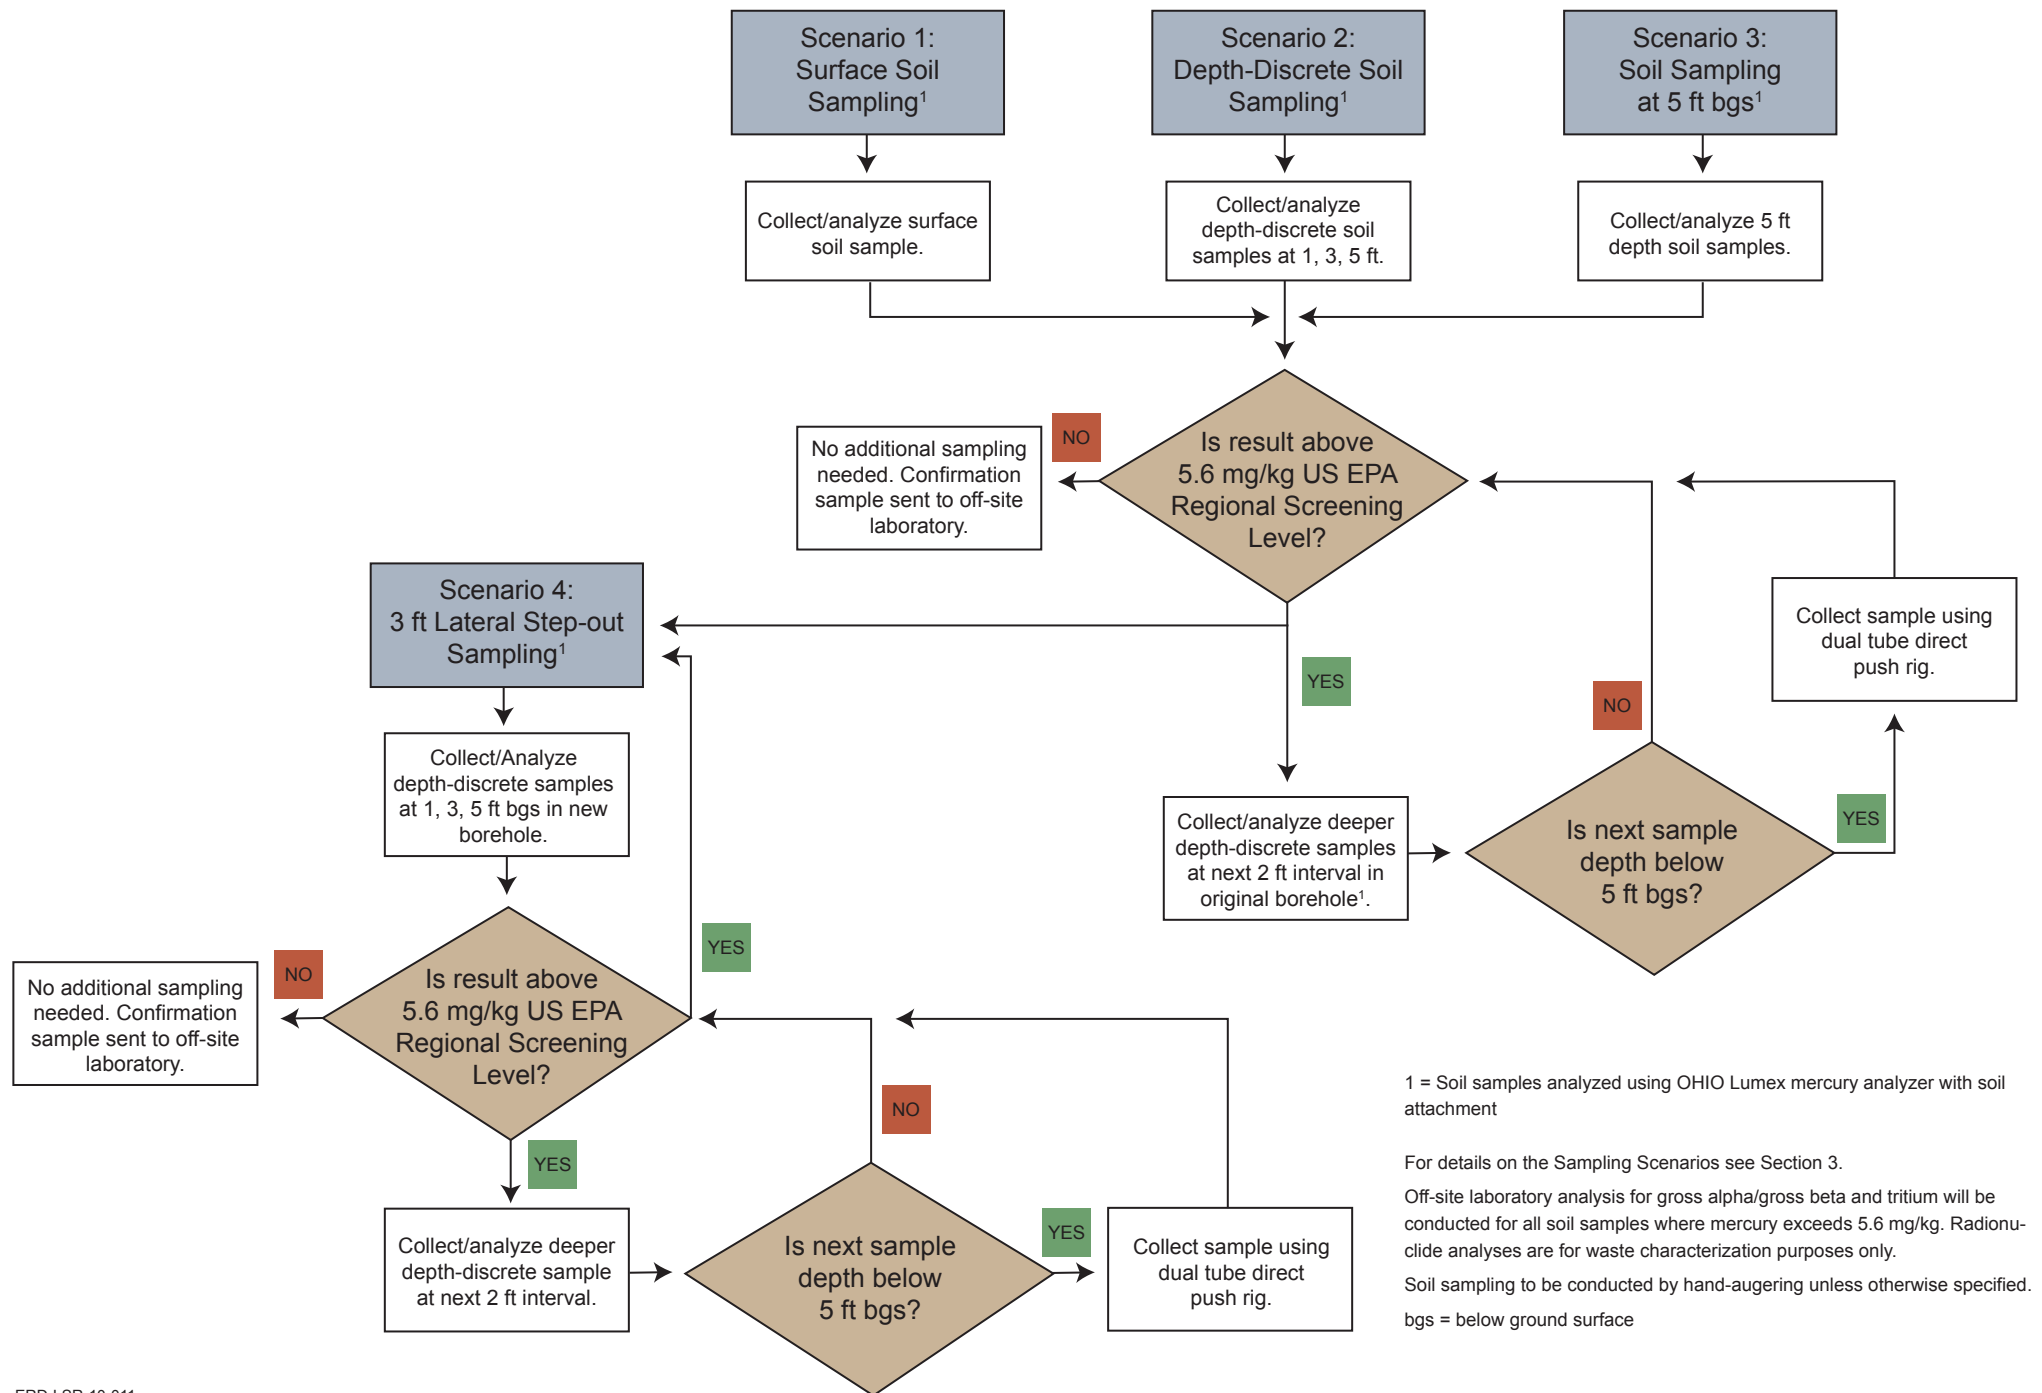 Scenario 1:
Surface Soil
Sampling¹
Scenario 2:
Depth-Discrete Soil
Sampling¹
Scenario 3:
Soil Sampling
at 5 ft bgs¹
Collect/analyze surface
soil sample.
Collect/analyze
depth-discrete soil
samples at 1, 3, 5 ft.
Collect/analyze 5 ft
depth soil samples.
Is result above
5.6 mg/kg US EPA
Regional Screening
Level?
NO
No additional sampling
needed. Confirmation
sample sent to off-site
laboratory.
YES
Collect/analyze deeper
depth-discrete samples
at next 2 ft interval in
original borehole¹.
Is next sample
depth below
5 ft bgs?
NO
YES
Collect sample using
dual tube direct
push rig.
Scenario 4:
3 ft Lateral Step-out
Sampling¹
Collect/Analyze
depth-discrete samples
at 1, 3, 5 ft bgs in new
borehole.
Is result above
5.6 mg/kg US EPA
Regional Screening
Level?
NO
No additional sampling
needed. Confirmation
sample sent to off-site
laboratory.
YES
YES
Collect/analyze deeper
depth-discrete sample
at next 2 ft interval.
Is next sample
depth below
5 ft bgs?
NO
YES
Collect sample using
dual tube direct
push rig.
1 = Soil samples analyzed using OHIO Lumex mercury analyzer with soil
attachment
For details on the Sampling Scenarios see Section 3.
Off-site laboratory analysis for gross alpha/gross beta and tritium will be
conducted for all soil samples where mercury exceeds 5.6 mg/kg. Radionu-
clide analyses are for waste characterization purposes only.
Soil sampling to be conducted by hand-augering unless otherwise specified.
bgs = below ground surface